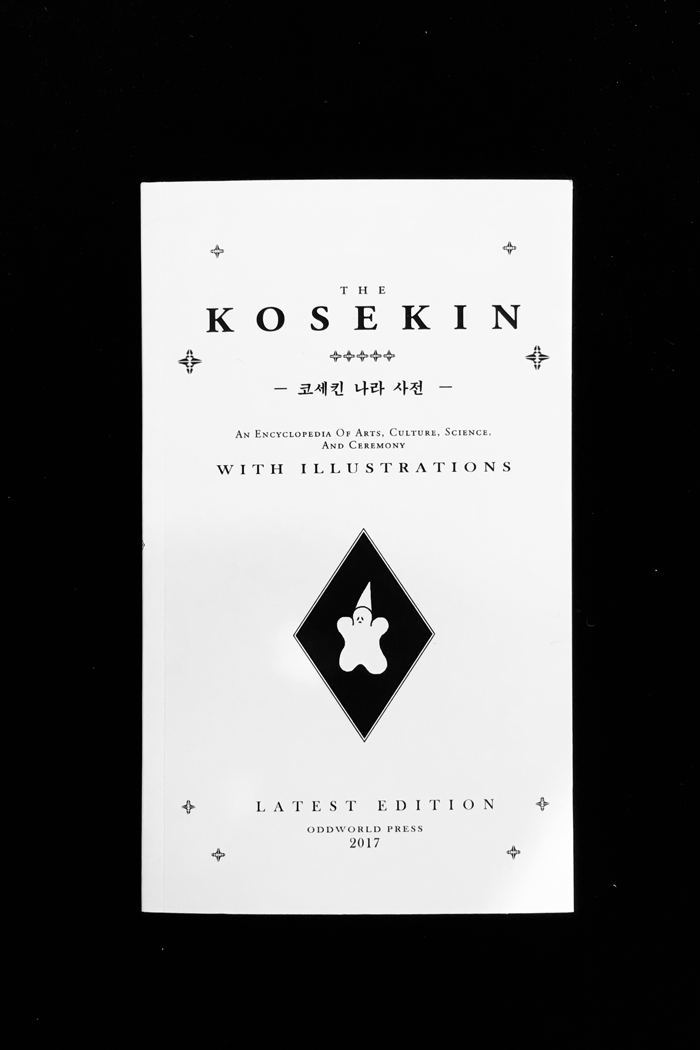 THE
KOSEKIN
— 코세킨 나라 사전 —
An Encyclopedia Of Arts, Culture, Science,
And Ceremony
WITH ILLUSTRATIONS
LATEST EDITION
ODDWORLD PRESS
2017